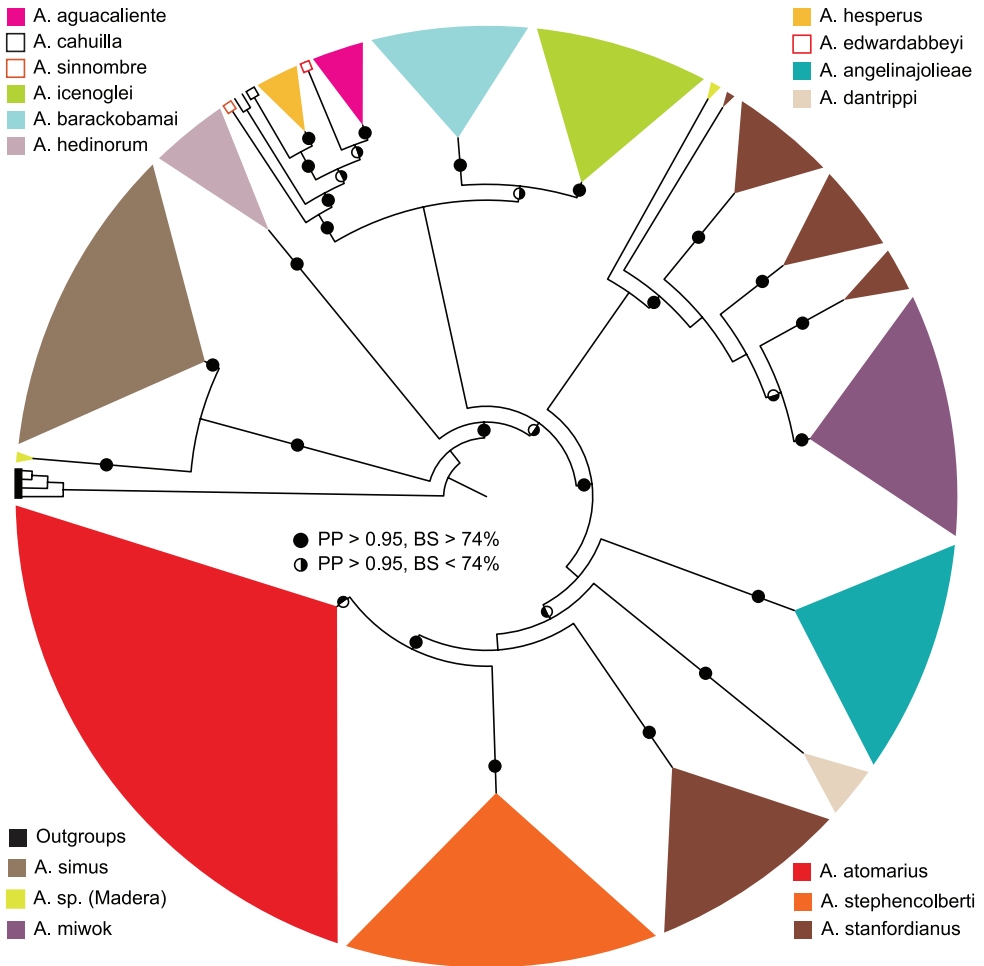 A. aguacaliente
A. cahuilla
A. sinnombre
A. icenoglei
A. barackobamai
A. hedinorum
A. hesperus
A. edwardabbeyi
A. angelinajolieae
A. dantrippi
PP > 0.95, BS > 74%
PP > 0.95, BS < 74%
Outgroups
A. simus
A. sp. (Madera)
A. miwok
A. atomarius
A. stephencolberti
A. stanfordianus